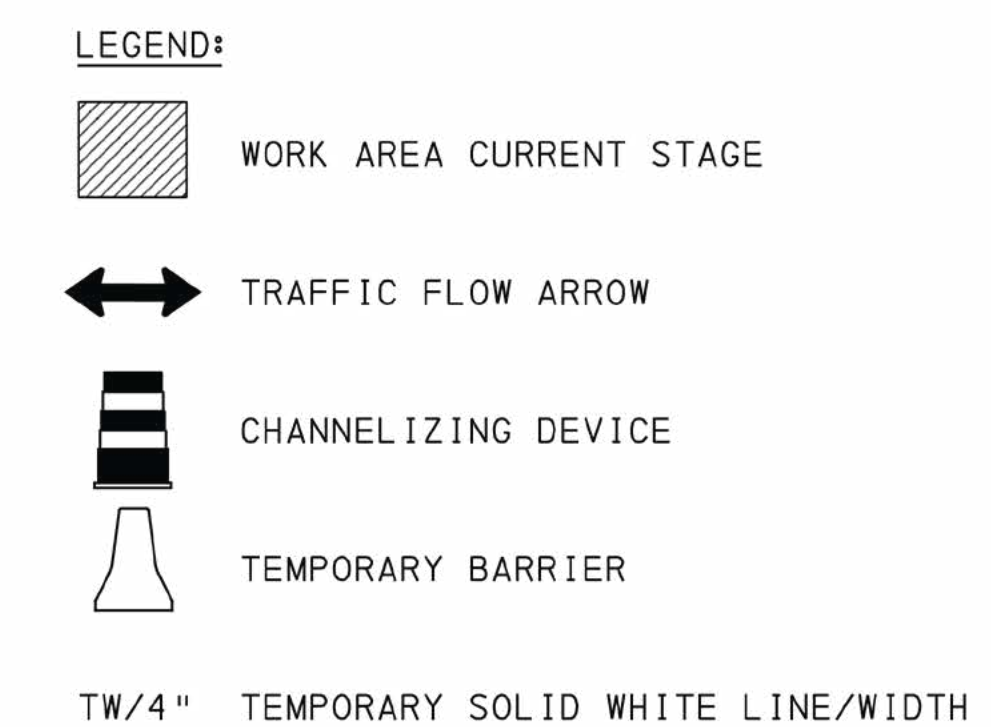 LEGEND:
WORK AREA CURRENT STAGE
TRAFFIC FLOW ARROW
CHANNELIZING DEVICE
TEMPORARY BARRIER
TW/4" TEMPORARY SOLID WHITE LINE/WIDTH